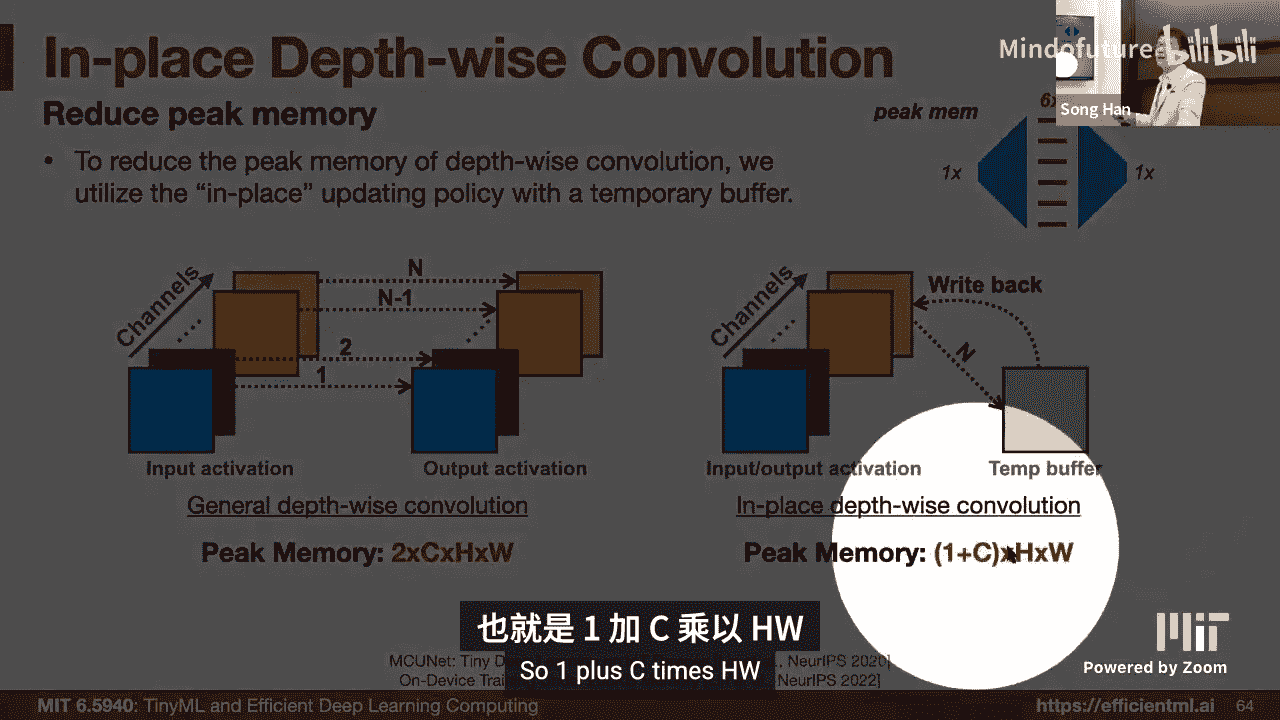 In-place Depth-wise Convolution
Mindofuture
bilibili
Song Han
Reduce peak memory
peak mem
1x
1x
• To reduce the peak memory of depth-wise convolution, we
utilize the “in-place” updating policy with a temporary buffer.
Channels
N
N-1
2
1
Input activation
Output activation
General depth-wise convolution
Peak Memory: 2xCxHxW
Channels
Write back
N
Input/output activation
Temp buffer
In-place depth-wise convolution
Peak Memory: (1+C)xHxW
也就是 1 加 C 乘以 HW
So 1 plus C times HW
MCUNet: Tiny D
, NeurIPS 2020]
On-Device Trai
NeurIPS 2022]
MIT
Powered by Zoom
MIT 6.5940: TinyML and Efficient Deep Learning Computing
https://efficientml.ai
64